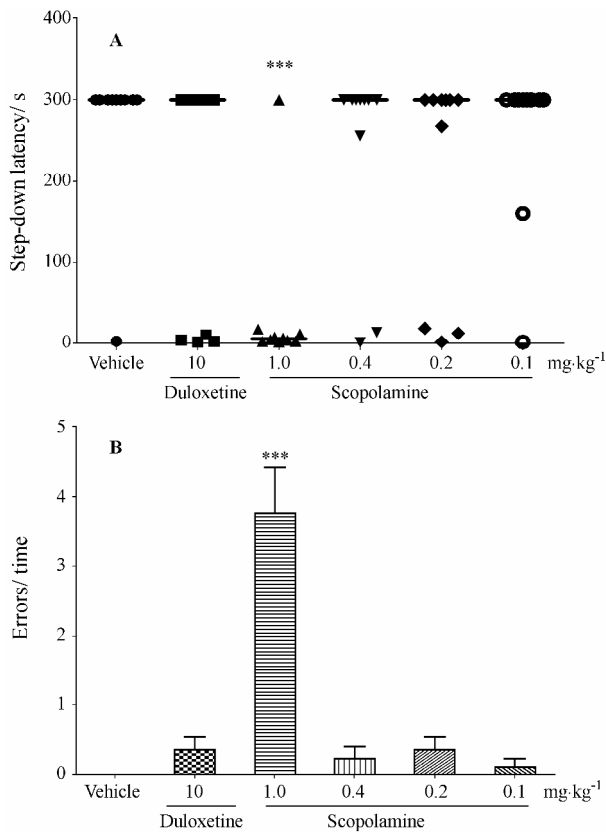 A
Step-down latency/ s
400
300
200
100
0
***
Vehicle 10 1.0 0.4 0.2 0.1 mg·kg⁻¹
Duloxetine Scopolamine
B
Errors/ time
5
4
3
2
1
0
***
Vehicle 10 1.0 0.4 0.2 0.1 mg·kg⁻¹
Duloxetine Scopolamine